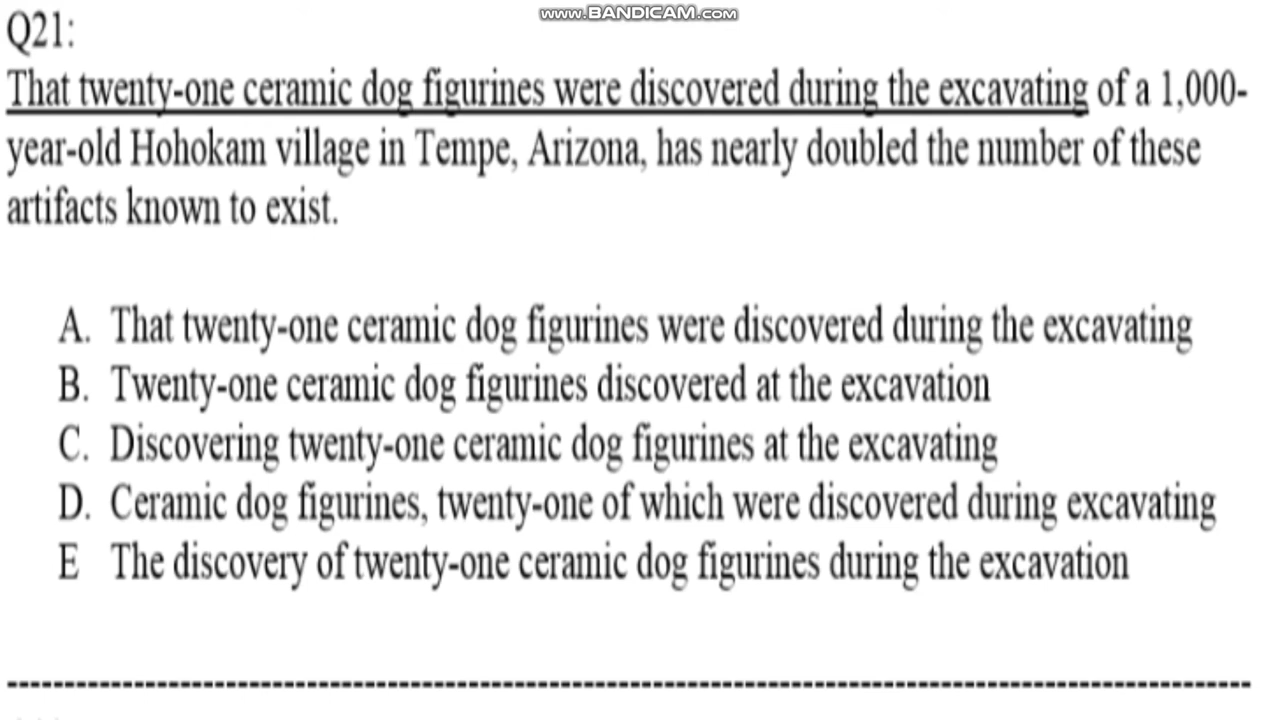 www.BANDICAM.com
Q21:
That twenty-one ceramic dog figurines were discovered during the excavating of a 1,000-
year-old Hohokam village in Tempe, Arizona, has nearly doubled the number of these
artifacts known to exist.
A. That twenty-one ceramic dog figurines were discovered during the excavating
B. Twenty-one ceramic dog figurines discovered at the excavation
C. Discovering twenty-one ceramic dog figurines at the excavating
D. Ceramic dog figurines, twenty-one of which were discovered during excavating
E The discovery of twenty-one ceramic dog figurines during the excavation